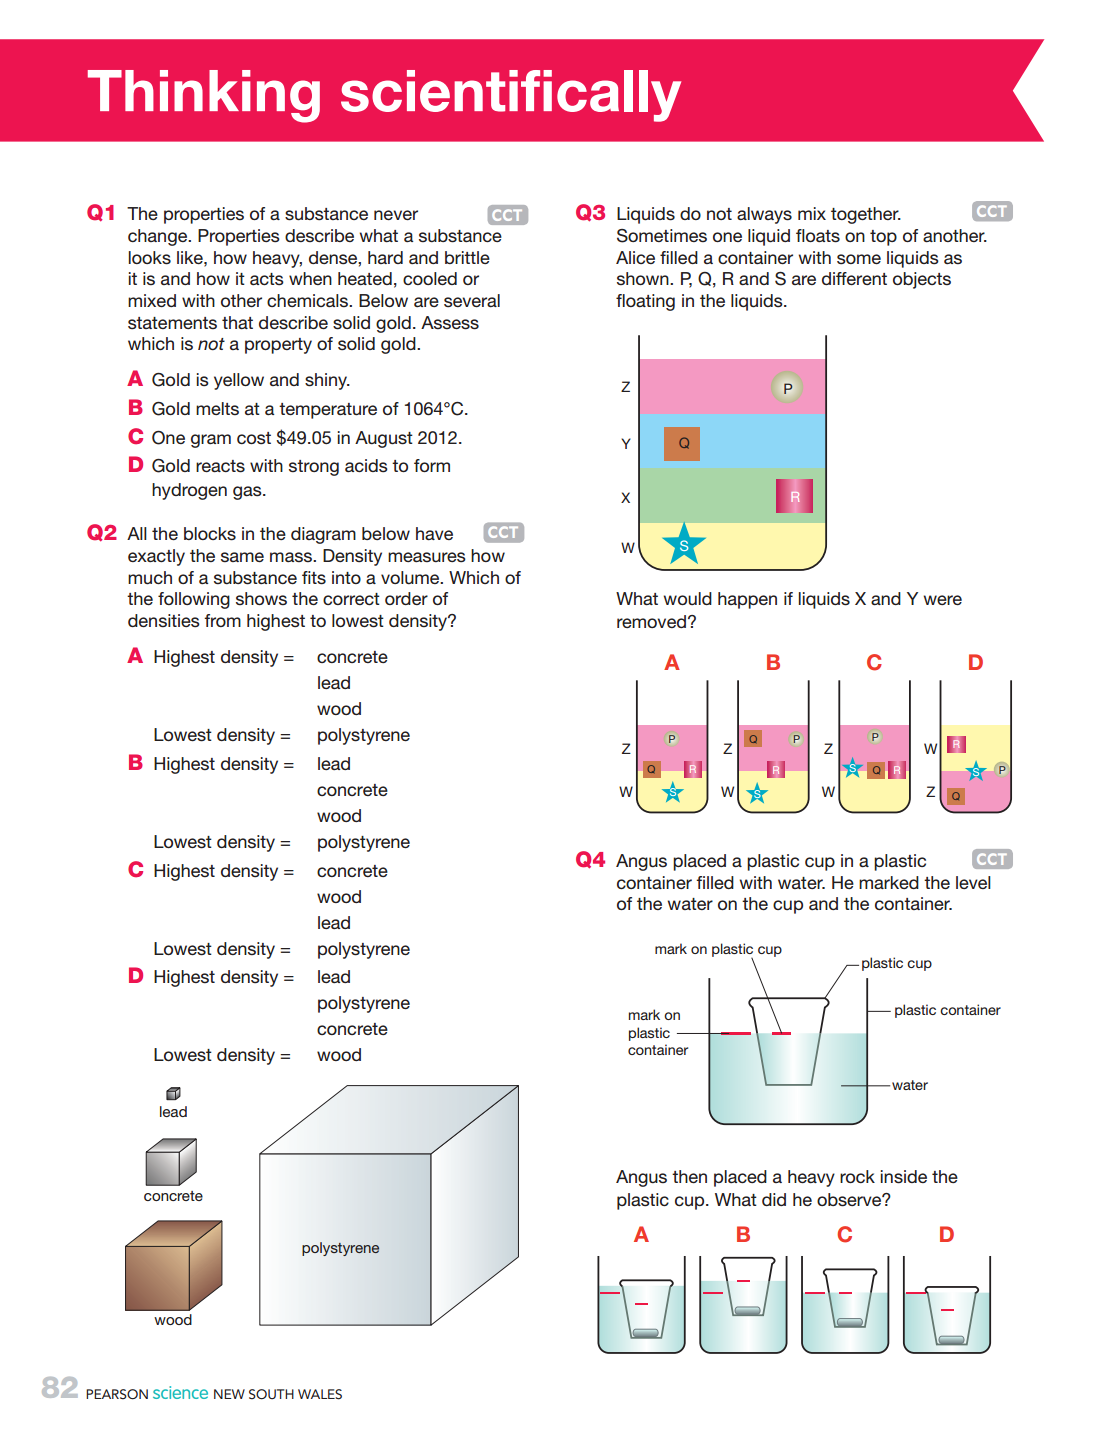 Thinking scientifically
Q1 The properties of a substance never CCT
change. Properties describe what a substance
looks like, how heavy, dense, hard and brittle
it is and how it acts when heated, cooled or
mixed with other chemicals. Below are several
statements that describe solid gold. Assess
which is not a property of solid gold.
A Gold is yellow and shiny.
B Gold melts at a temperature of 1064°C.
C One gram cost $49.05 in August 2012.
D Gold reacts with strong acids to form
hydrogen gas.
Q2 All the blocks in the diagram below have CCT
exactly the same mass. Density measures how
much of a substance fits into a volume. Which of
the following shows the correct order of
densities from highest to lowest density?
A Highest density = concrete
lead
wood
Lowest density = polystyrene
B Highest density = lead
concrete
wood
Lowest density = polystyrene
C Highest density = concrete
wood
lead
Lowest density = polystyrene
D Highest density = lead
polystyrene
concrete
Lowest density = wood
lead
concrete
polystyrene
wood
Q3 Liquids do not always mix together. CCT
Sometimes one liquid floats on top of another.
Alice filled a container with some liquids as
shown. P, Q, R and S are different objects
floating in the liquids.
Z P
Y Q
X R
W S
What would happen if liquids X and Y were
removed?
A B C D
P Q P P W R
Z Q R Z R Z S Q R S P
W S W S W Z Q
Q4 Angus placed a plastic cup in a plastic CCT
container filled with water. He marked the level
of the water on the cup and the container.
mark on plastic cup
plastic cup
mark on
plastic
container
plastic container
water
Angus then placed a heavy rock inside the
plastic cup. What did he observe?
A B C D
82 PEARSON science NEW SOUTH WALES